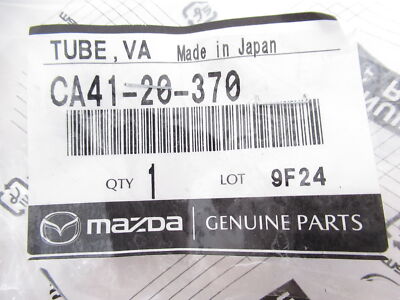 TUBE,VA Made in Japan
CA41-20-370
QTY 1 LOT 9F24
mazda GENUINE PARTS